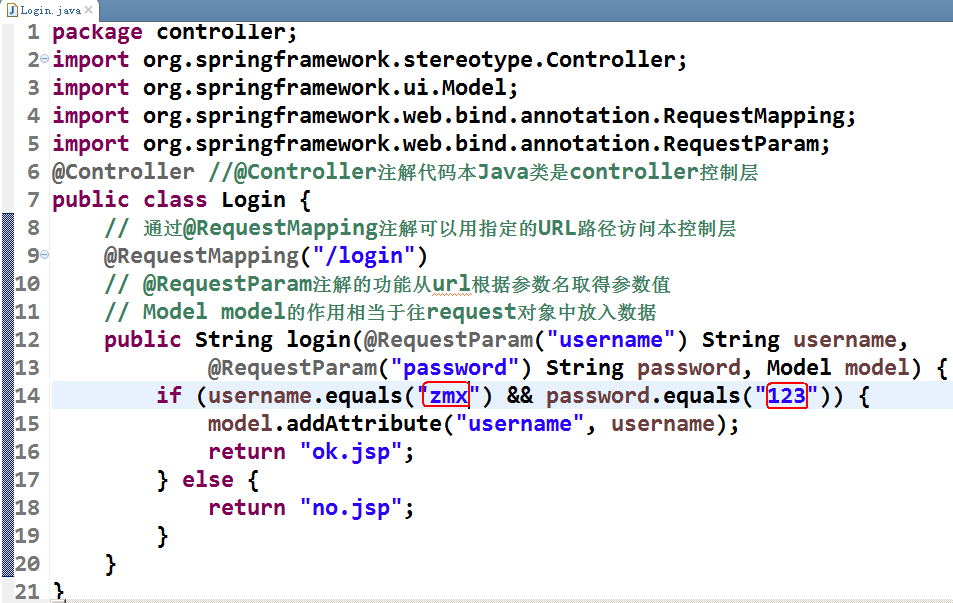 Login.java
1 package controller;
2 import org.springframework.stereotype.Controller;
3 import org.springframework.ui.Model;
4 import org.springframework.web.bind.annotation.RequestMapping;
5 import org.springframework.web.bind.annotation.RequestParam;
6 @Controller //@Controller注解代码本Java类是controller控制层
7 public class Login {
8     // 通过@RequestMapping注解可以用指定的URL路径访问本控制层
9     @RequestMapping("/login")
10     // @RequestParam注解的功能从url根据参数名取得参数值
11     // Model model的作用相当于往request对象中放入数据
12     public String login(@RequestParam("username") String username,
13             @RequestParam("password") String password, Model model) {
14         if (username.equals("zmx") && password.equals("123")) {
15             model.addAttribute("username", username);
16             return "ok.jsp";
17         } else {
18             return "no.jsp";
19         }
20     }
21 }